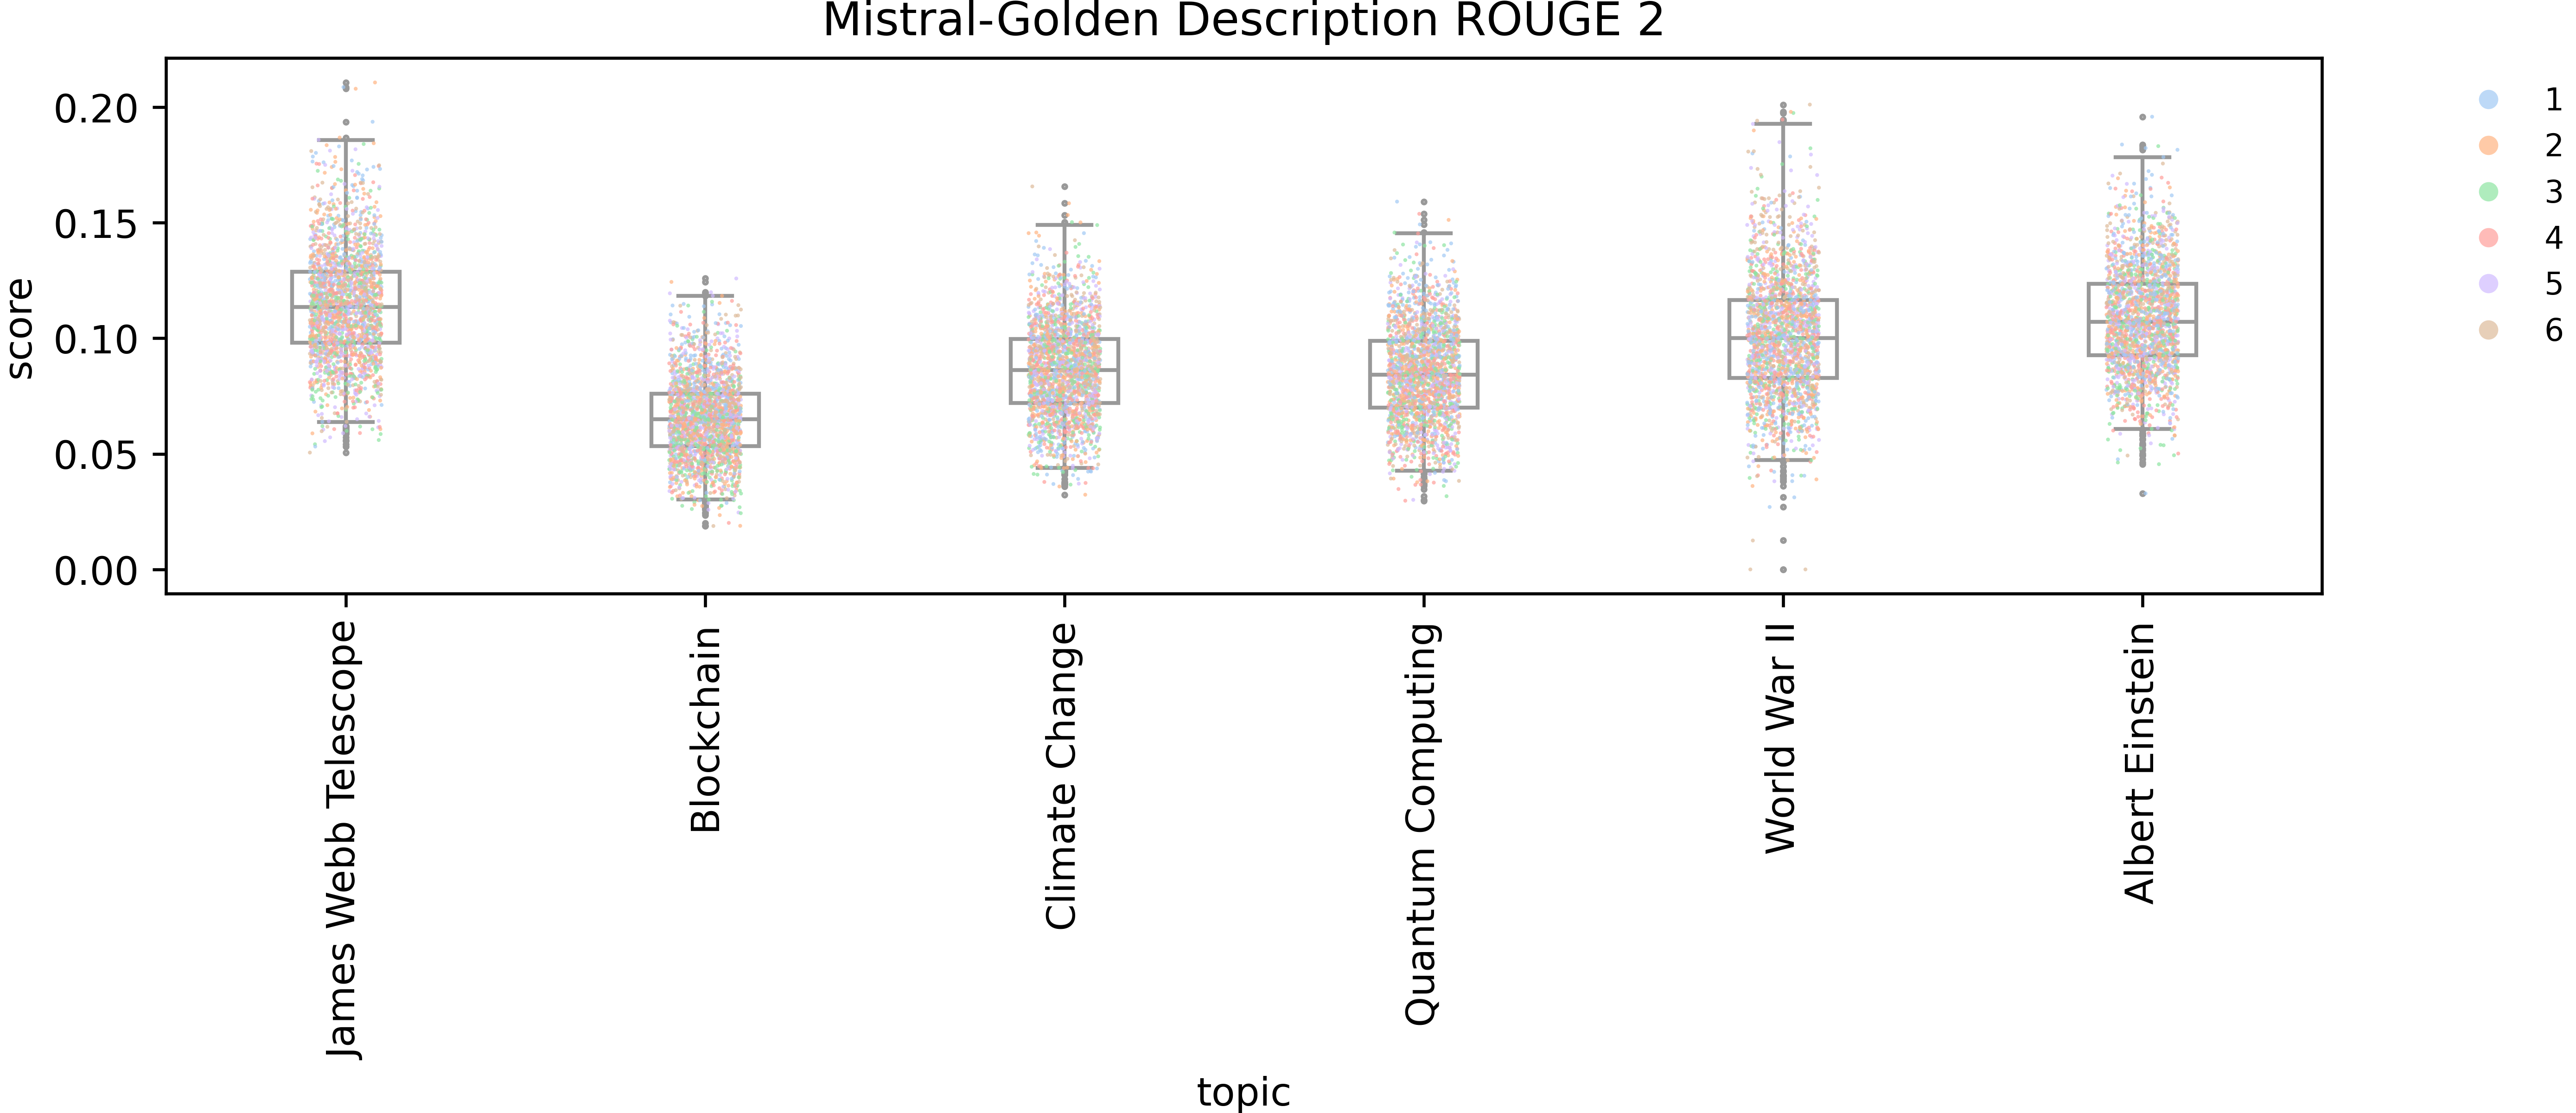 Mistral-Golden Description ROUGE 2
score
0.20
0.15
0.10
0.05
0.00
James Webb Telescope
Blockchain
Climate Change
Quantum Computing
World War II
Albert Einstein
topic
1
2
3
4
5
6